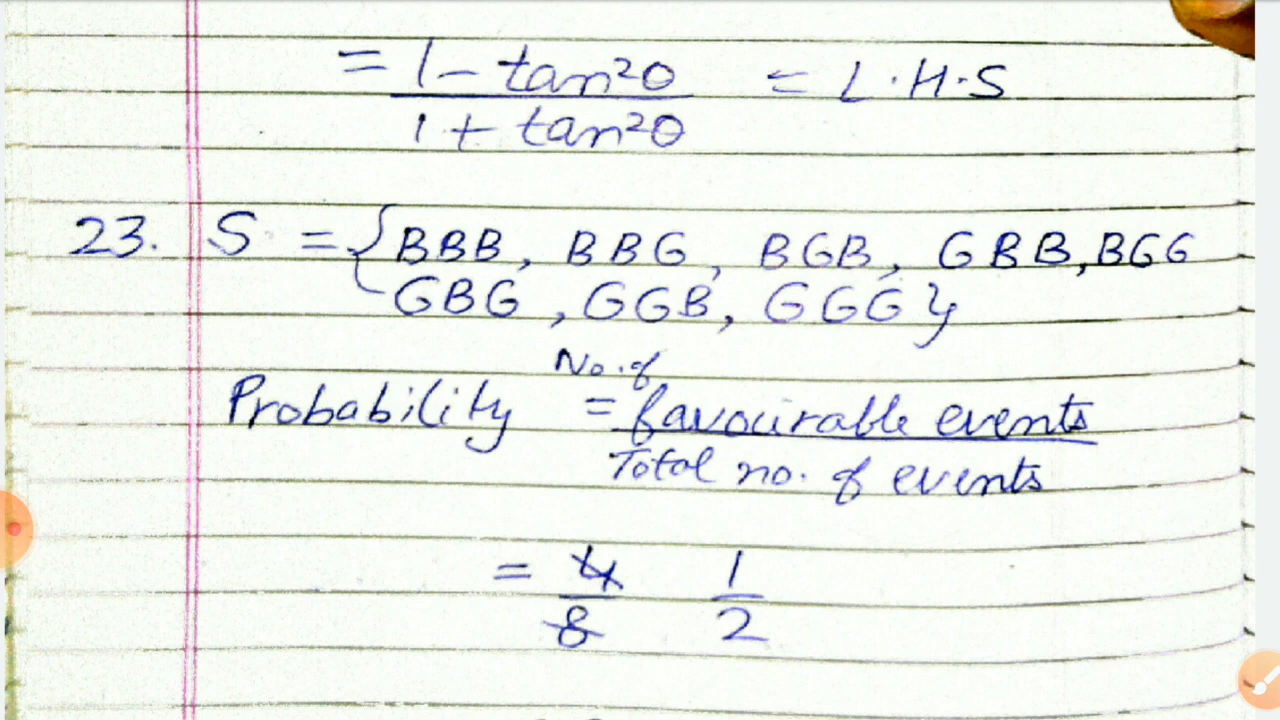 = 1 - tan²θ / 1 + tan²θ = L.H.S
23. S = {BBB, BBG, BGB, GBB, BGG
GBG, GGB, GGG}
No. of
Probability = favourable events
Total no. of events
= 4/8 1/2